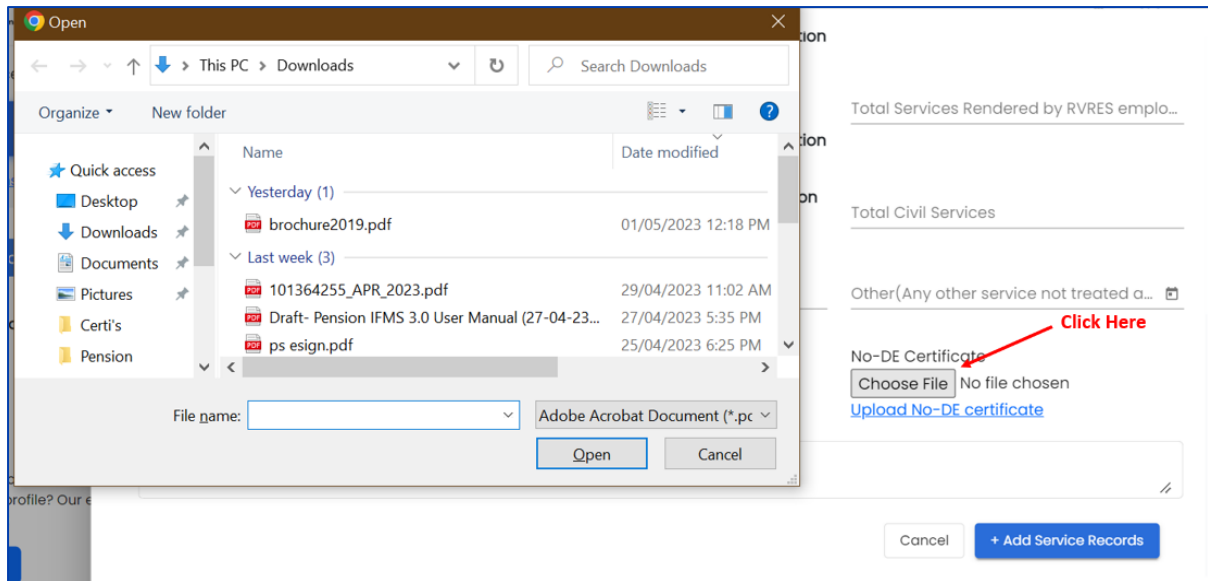 Open
This PC > Downloads
Search Downloads
Organize
New folder
Name
Date modified
Quick access
Desktop
Downloads
Documents
Pictures
Certi's
Pension
Yesterday (1)
brochure2019.pdf
01/05/2023 12:18 PM
Last week (3)
101364255_APR_2023.pdf
29/04/2023 11:02 AM
Draft- Pension IFMS 3.0 User Manual (27-04-23...
27/04/2023 5:35 PM
ps esign.pdf
25/04/2023 6:25 PM
File name:
Adobe Acrobat Document (*.pc
Open
Cancel
tion
Total Services Rendered by RVRES emplo...
tion
on
Total Civil Services
Other(Any other service not treated a...
Click Here
No-DE Certificate
Choose File No file chosen
Upload No-DE certificate
profile? Our e
Cancel
+ Add Service Records